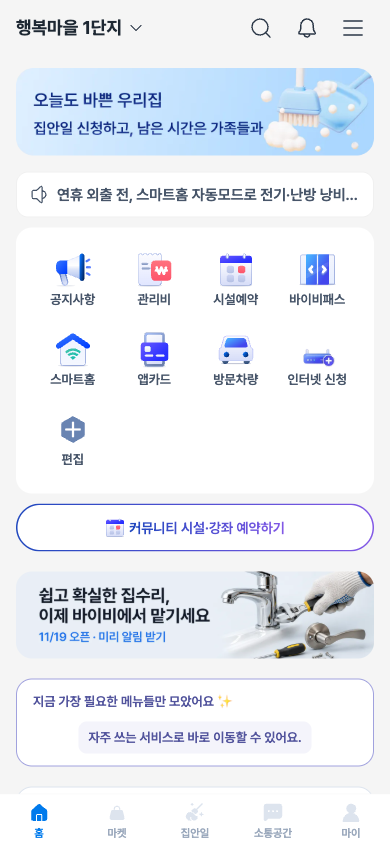 행복마을 1단지
오늘도 바쁜 우리집
집안일 신청하고, 남은 시간은 가족들과
연휴 외출 전, 스마트홈 자동모드로 전기·난방 낭비...
공지사항
관리비
시설예약
바이비패스
스마트홈
앱카드
방문차량
인터넷 신청
편집
커뮤니티 시설·강좌 예약하기
쉽고 확실한 집수리,
이제 바이비에서 맡기세요
11/19 오픈 · 미리 알림 받기
지금 가장 필요한 메뉴들만 모았어요 ✨
자주 쓰는 서비스로 바로 이동할 수 있어요.
홈
마켓
집안일
소통공간
마이